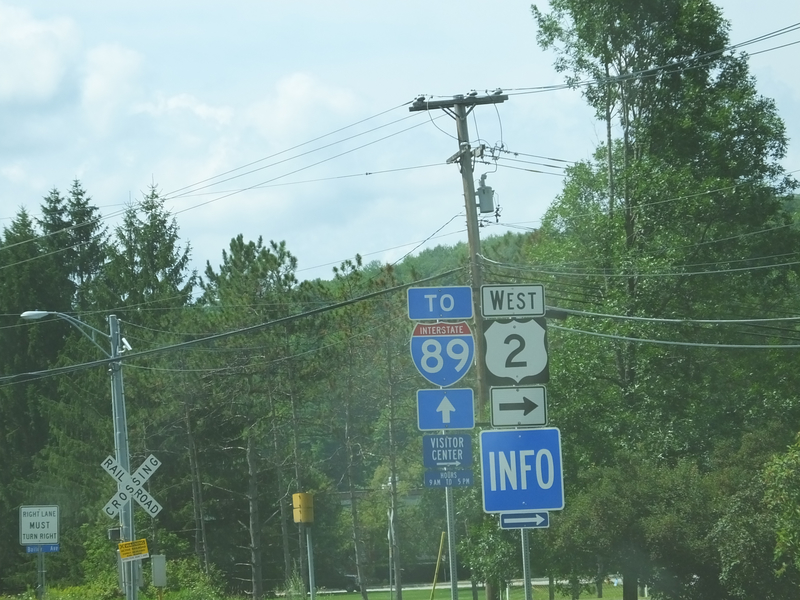 TO
INTERSTATE
89
VISITOR
CENTER
HOURS
9 AM TO 5 PM
WEST
2
INFO
RAIL ROAD
CROSSING
RIGHT LANE
MUST
TURN RIGHT